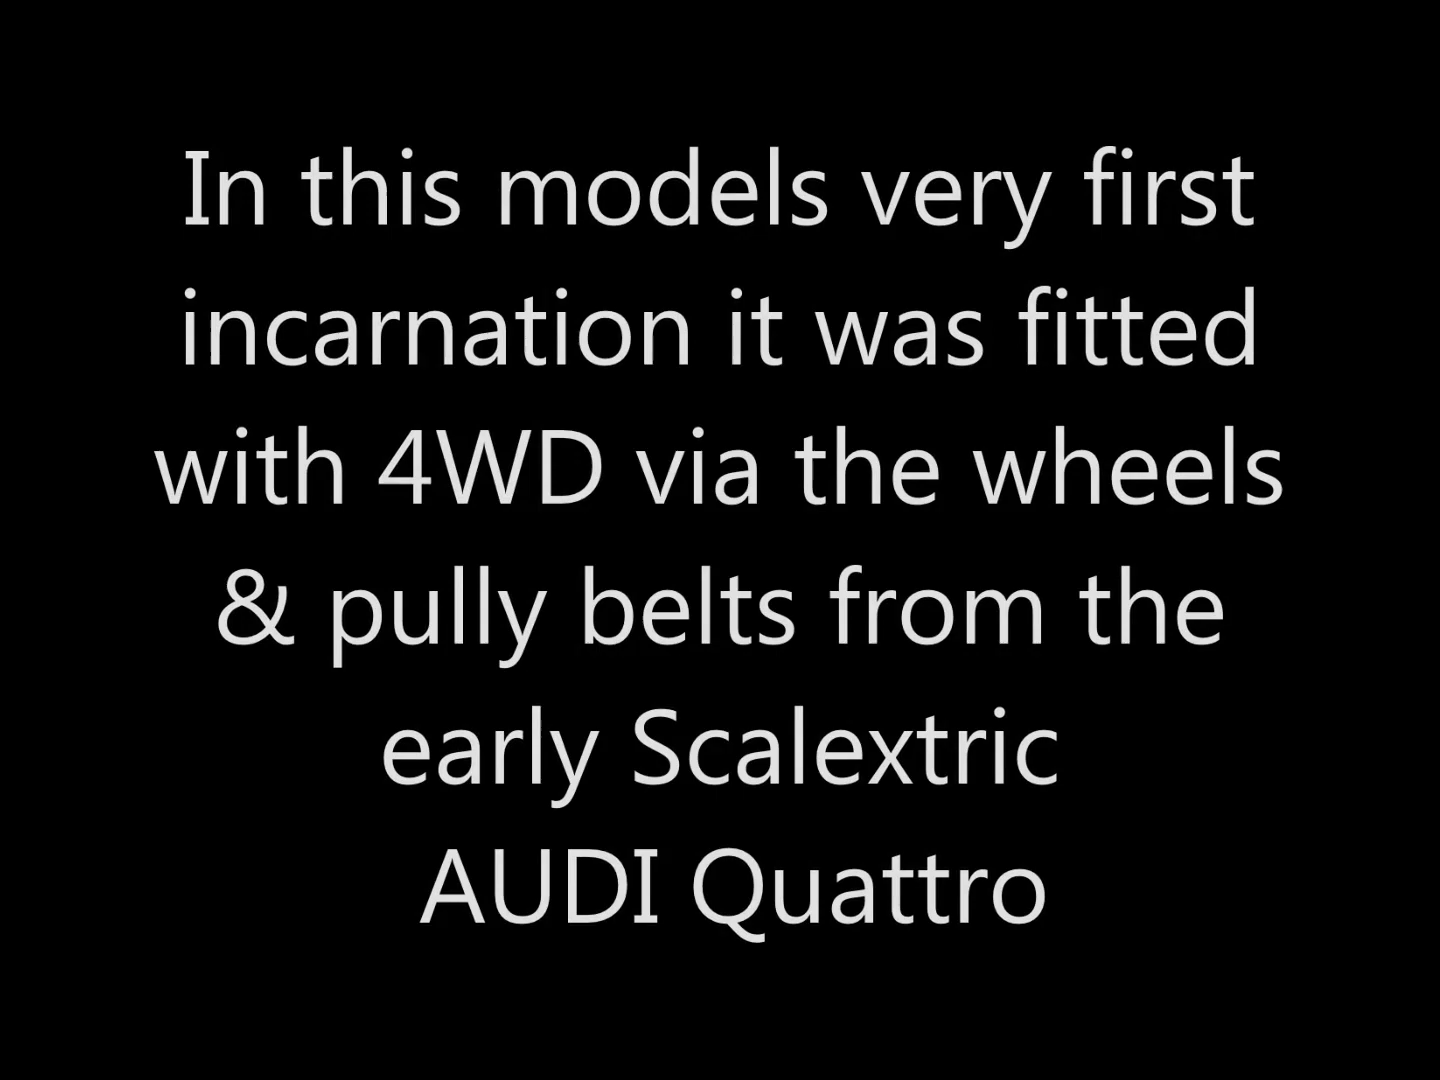 In this models very first
incarnation it was fitted
with 4WD via the wheels
& pully belts from the
early Scalextric
AUDI Quattro